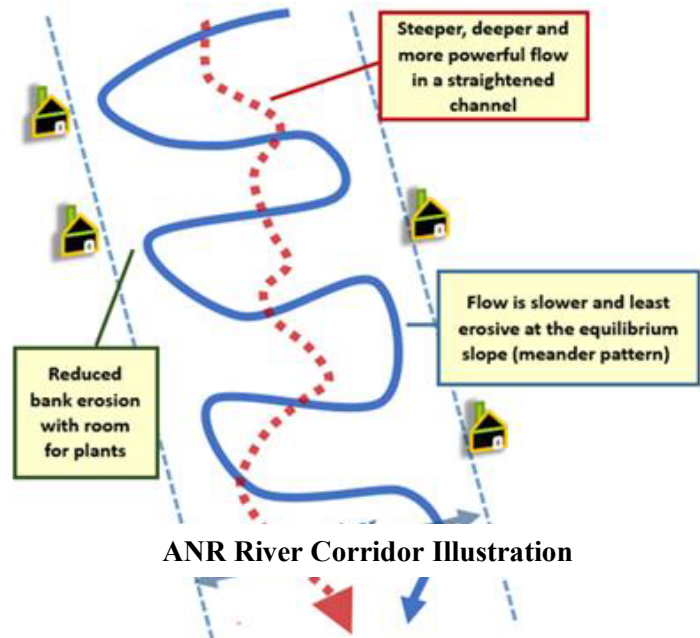 Steeper, deeper and
more powerful flow
in a straightened
channel
Flow is slower and least
erosive at the equilibrium
slope (meander pattern)
Reduced
bank erosion
with room
for plants
ANR River Corridor Illustration